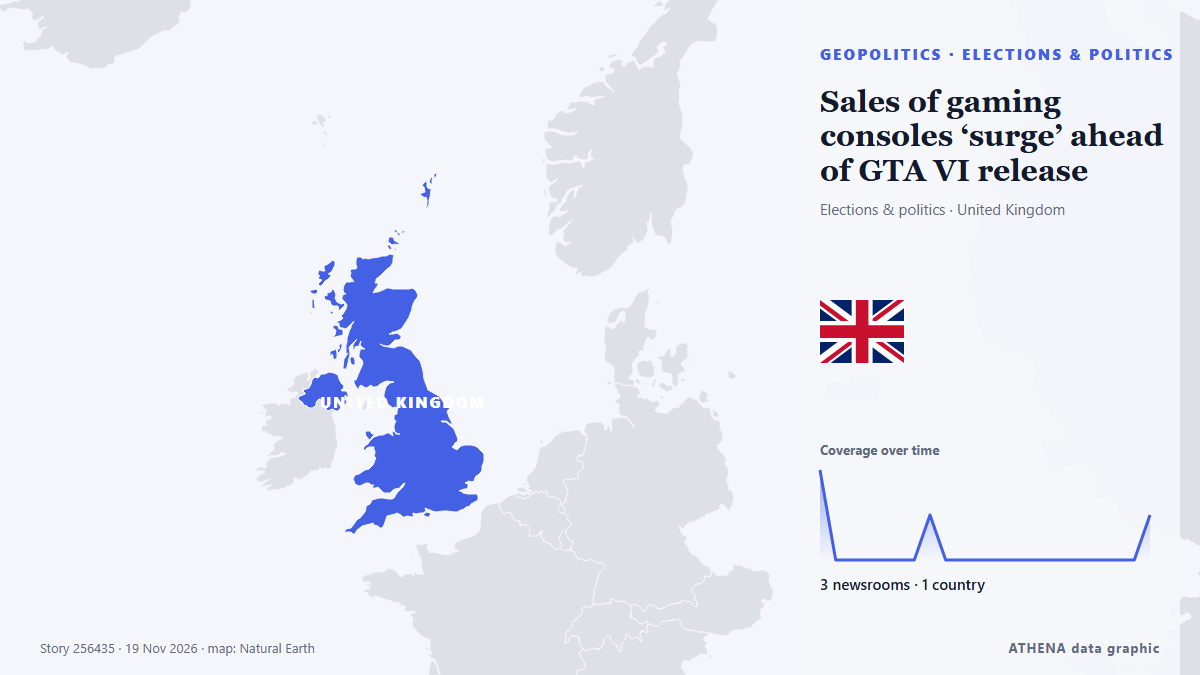 GEOPOLITICS · ELECTIONS & POLITICS
Sales of gaming
consoles ‘surge’ ahead
of GTA VI release
Elections & politics · United Kingdom
UNITED KINGDOM
Coverage over time
3 newsrooms · 1 country
Story 256435 · 19 Nov 2026 · map: Natural Earth
ATHENA data graphic